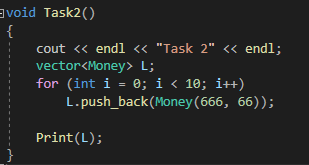 void Task2()
{
cout << endl << "Task 2" << endl;
vector<Money> L;
for (int i = 0; i < 10; i++)
L.push_back(Money(666, 66));
Print(L);
}